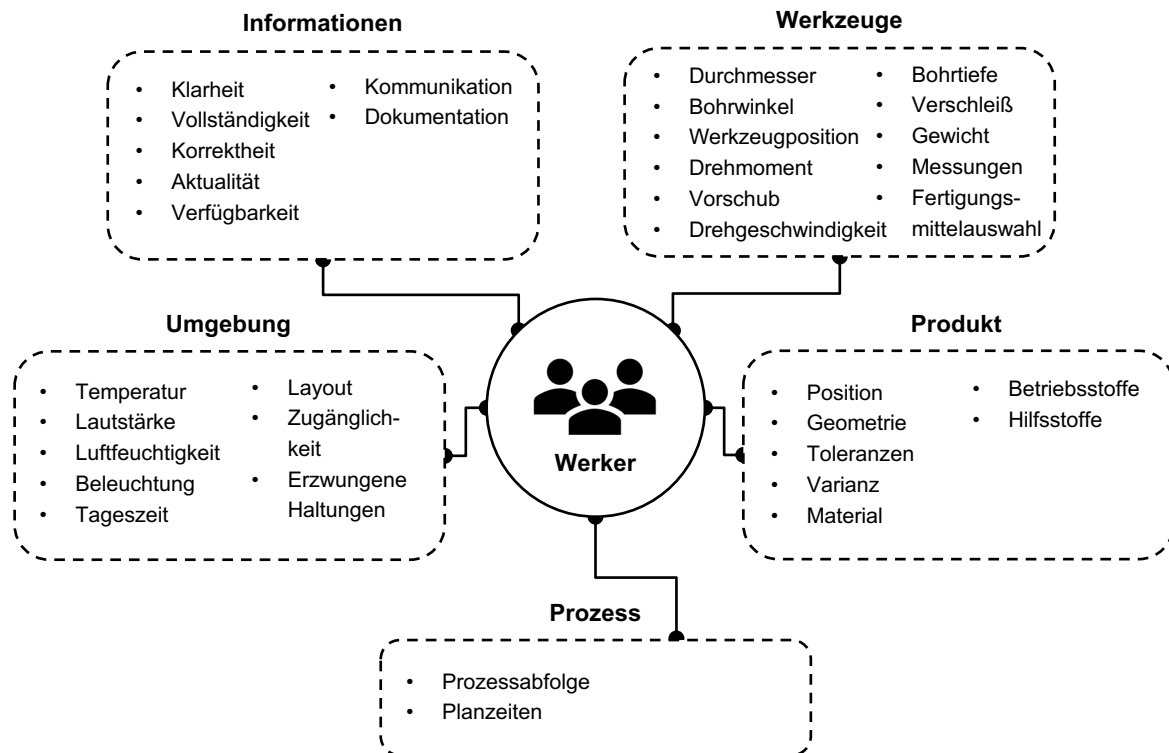 Informationen
Klarheit
Vollständigkeit
Korrektheit
Aktualität
Verfügbarkeit
Kommunikation
Dokumentation
Werkzeuge
Durchmesser
Bohrwinkel
Werkzeugposition
Drehmoment
Vorschub
Drehgeschwindigkeit
Bohrtiefe
Verschleiß
Gewicht
Messungen
Fertigungs-
mittelauswahl
Umgebung
Temperatur
Lautstärke
Luftfeuchtigkeit
Beleuchtung
Tageszeit
Layout
Zugänglich-
keit
Erzwungene
Haltungen
Werker
Produkt
Position
Geometrie
Toleranzen
Varianz
Material
Betriebsstoffe
Hilfsstoffe
Prozess
Prozessabfolge
Planzeiten